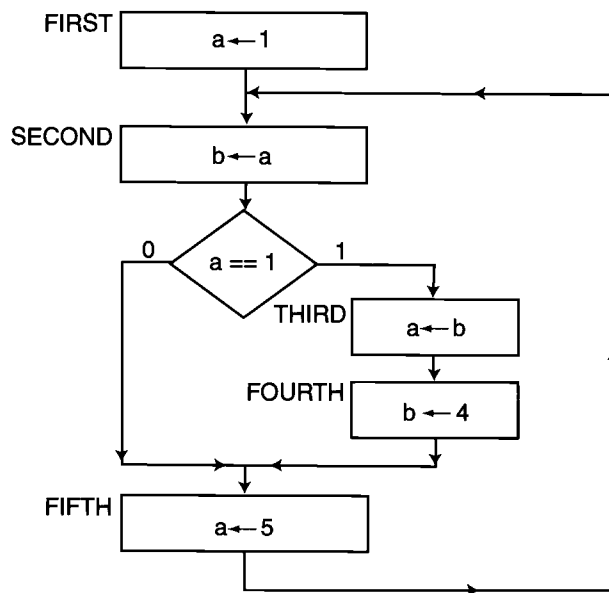 FIRST
a←1
SECOND
b←a
0
a == 1
1
THIRD
a←b
FOURTH
b ←4
FIFTH
a←5